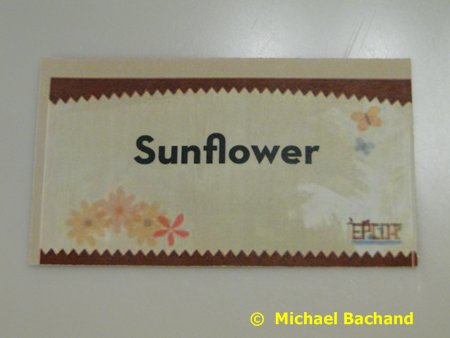 Sunflower
EPCOT
© Michael Bachand